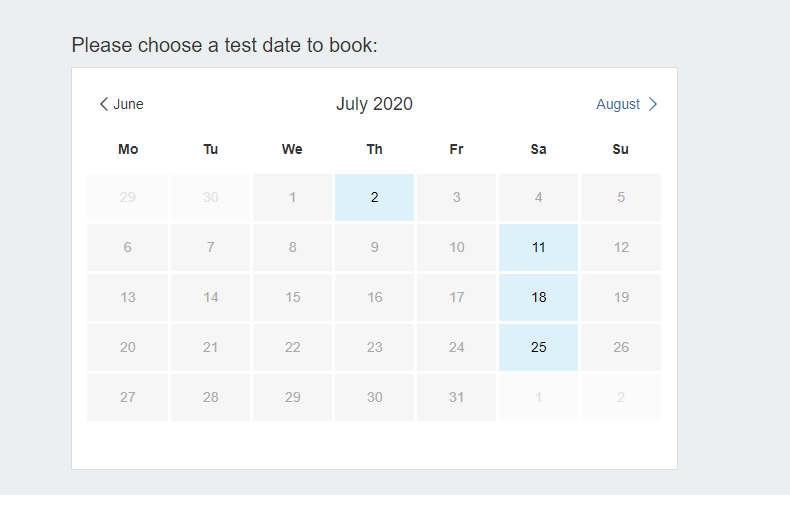 Please choose a test date to book:
June July 2020 August
Mo Tu We Th Fr Sa Su
29 30 1 2 3 4 5
6 7 8 9 10 11 12
13 14 15 16 17 18 19
20 21 22 23 24 25 26
27 28 29 30 31 1 2